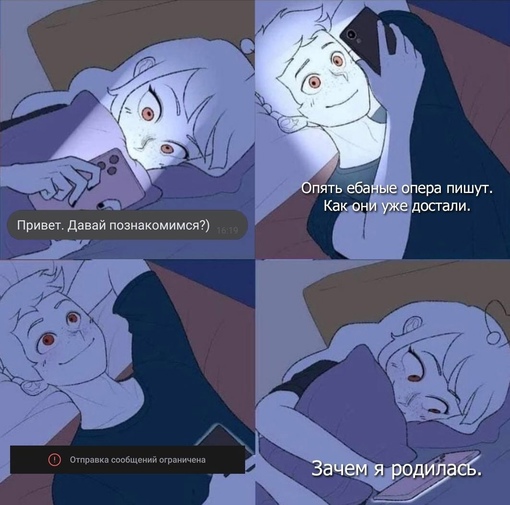 Привет. Давай познакомимся?) 16:19
Опять ебаные опера пишут.
Как они уже достали.
Отправка сообщений ограничена
Зачем я родилась.